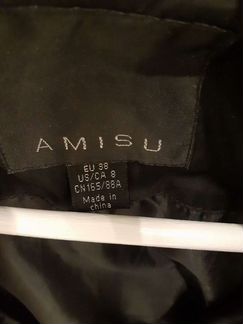 AMISU
EU 38
US/CA 8
CN165/88A
Made in
china